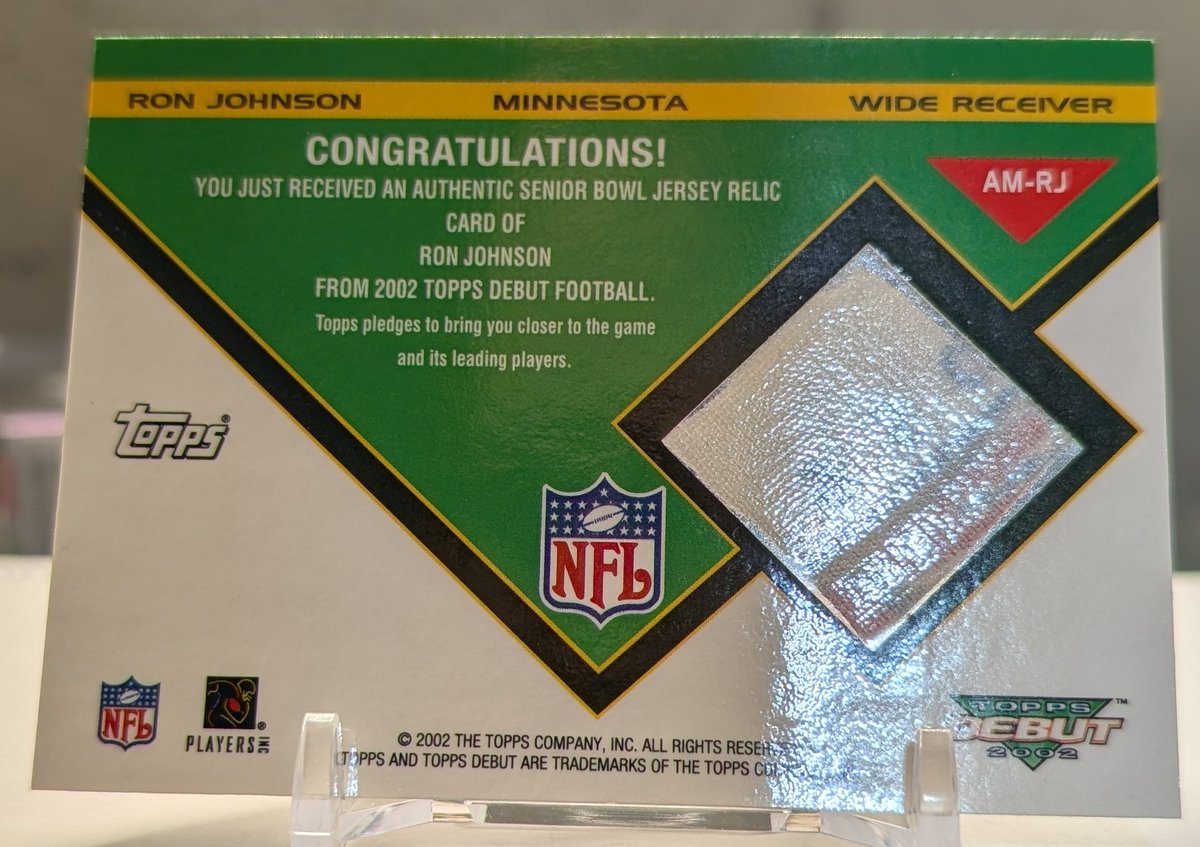 RON JOHNSON MINNESOTA WIDE RECEIVER
CONGRATULATIONS!
YOU JUST RECEIVED AN AUTHENTIC SENIOR BOWL JERSEY RELIC
CARD OF
RON JOHNSON
FROM 2002 TOPPS DEBUT FOOTBALL.
Topps pledges to bring you closer to the game
and its leading players.
AM-RJ
Topps®
NFL
NFL
PLAYERS INC®
© 2002 THE TOPPS COMPANY, INC. ALL RIGHTS
TOPPS AND TOPPS DEBUT ARE TRADEMARKS OF THE TOPPS
TOPPS™
DEBUT
2002